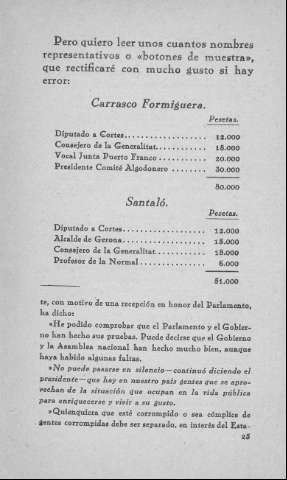 Pero quiero leer unos cuantos nombres
representativos o «botones de muestra»,
que rectificaré con mucho gusto si hay
error:
Carrasco Formiguera.
Pesetas.
Diputado a Cortes.................... 12.000
Consejero de la Generalitat........... 18.000
Vocal Junta Puerto Franco ........... 20.000
Presidente Comité Algodonero ........ 30.000
80.000
Santaló.
Pesetas.
Diputado a Cortes.................... 12.000
Alcalde de Gerona.................... 15.000
Consejero de la Generalitat........... 18.000
Profesor de la Normal................ 6.000
51.000
te, con motivo de una recepción en honor del Parlamento,
ha dicho:
«He podido comprobar que el Parlamento y el Gobier-
no han hecho sus pruebas. Puede decirse que el Gobierno
y la Asamblea nacional han hecho mucho bien, aunque
haya habido algunas faltas.
»No puede pasarse en silencio—continuó diciendo el
presidente—que hay en nuestro país gentes que se apro-
vechan de la situación que ocupan en la vida pública
para enriquecerse y vivir a su gusto.
»Quienquiera que esté corrompido o sea cómplice de
gentes corrompidas debe ser separado, en interés del Esta-
25